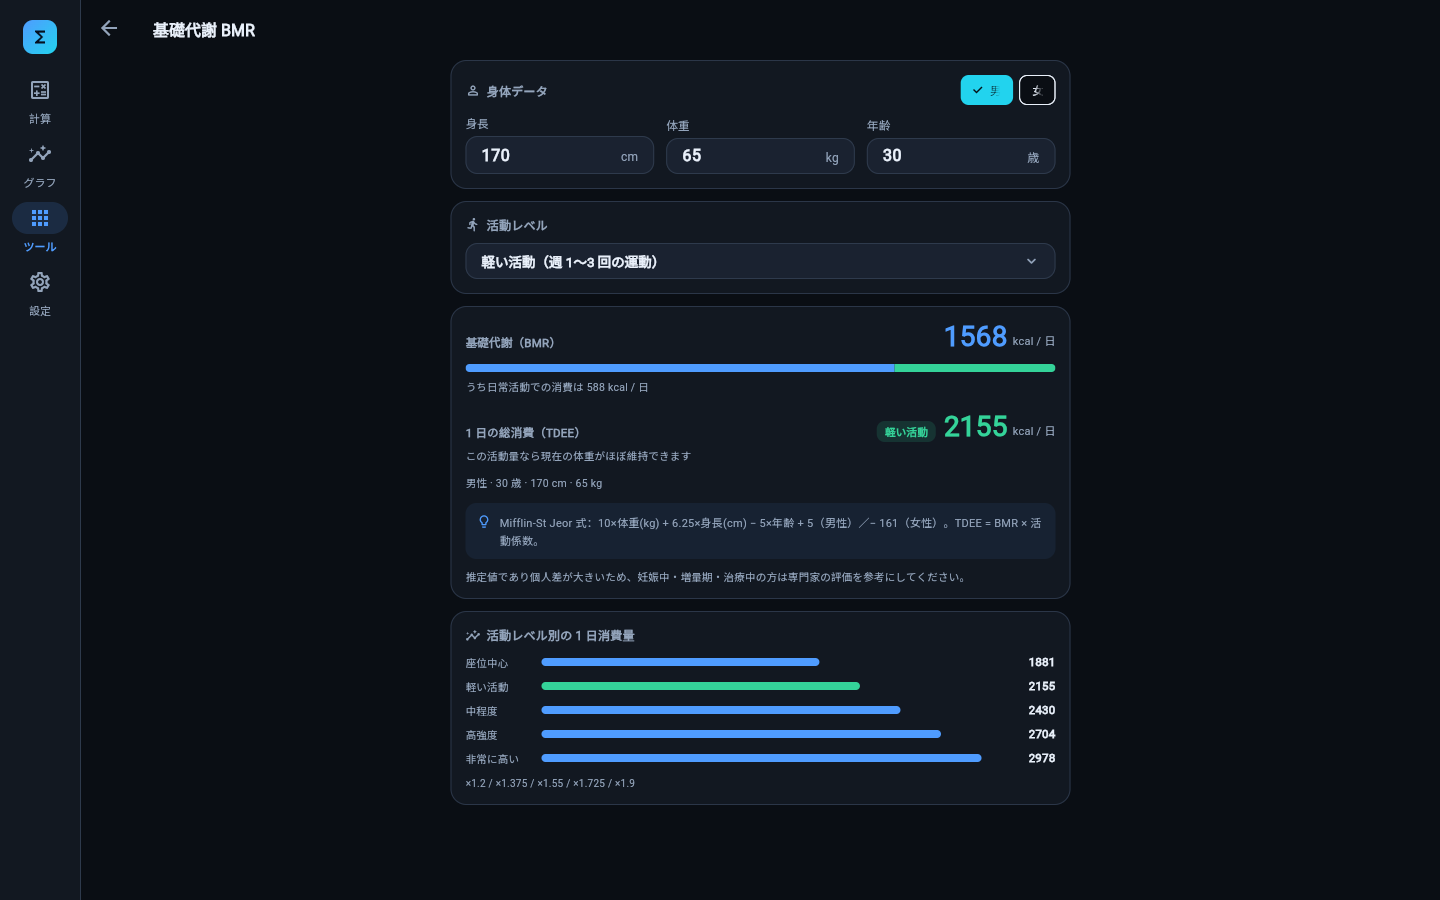 Σ
計算
グラフ
ツール
設定
基礎代謝 BMR
身体データ
男
女
身長
170 cm
体重
65 kg
年齢
30 歳
活動レベル
軽い活動（週 1〜3 回の運動）
基礎代謝（BMR）
1568 kcal / 日
うち日常活動での消費は 588 kcal / 日
1 日の総消費（TDEE）
軽い活動 2155 kcal / 日
この活動量なら現在の体重がほぼ維持できます
男性 · 30 歳 · 170 cm · 65 kg
Mifflin-St Jeor 式：10×体重(kg) + 6.25×身長(cm) − 5×年齢 + 5（男性）／− 161（女性）。TDEE = BMR × 活
動係数。
推定値であり個人差が大きいため、妊娠中・増量期・治療中の方は専門家の評価を参考にしてください。
活動レベル別の 1 日消費量
座位中心 1881
軽い活動 2155
中程度 2430
高強度 2704
非常に高い 2978
×1.2 / ×1.375 / ×1.55 / ×1.725 / ×1.9